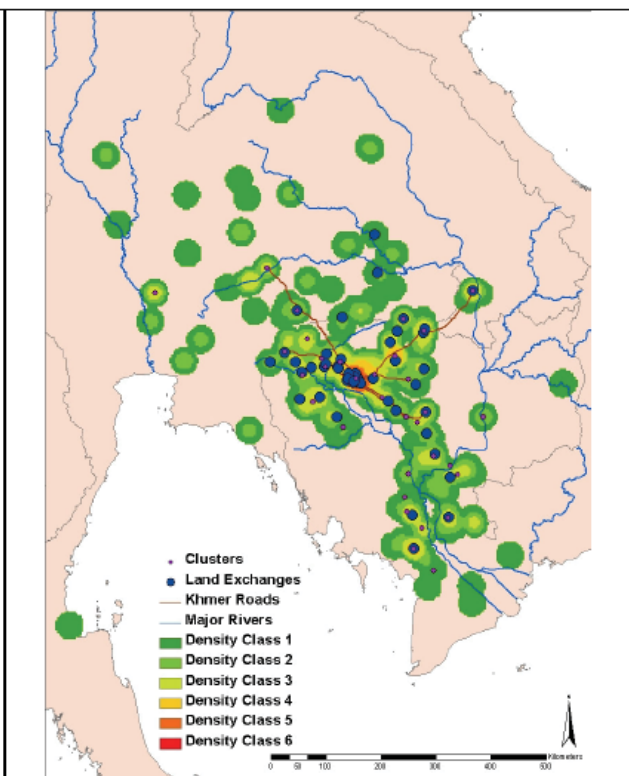 Clusters
Land Exchanges
Khmer Roads
Major Rivers
Density Class 1
Density Class 2
Density Class 3
Density Class 4
Density Class 5
Density Class 6
Kilometers
0 50 100 200 300 400 500